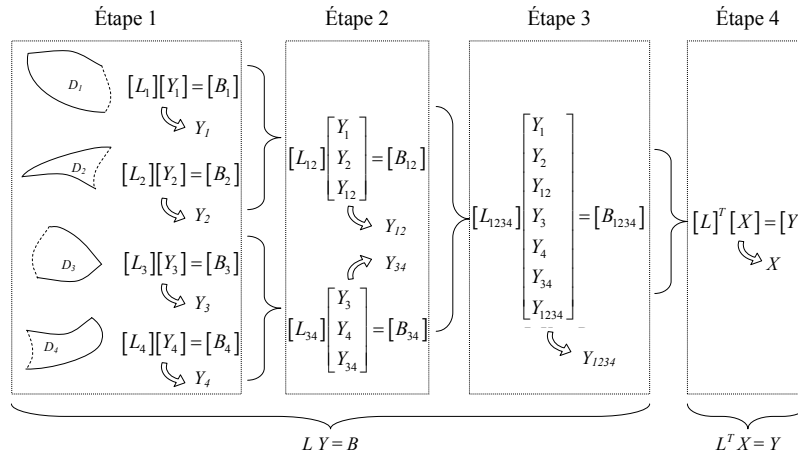 Étape 1 Étape 2 Étape 3 Étape 4
D1
[L1][Y1]=[B1]
Y1
D2
[L2][Y2]=[B2]
Y2
D3
[L3][Y3]=[B3]
Y3
D4
[L4][Y4]=[B4]
Y4
Y1
[L12] Y2 =[B12]
Y12
Y12
Y34
Y3
[L34] Y4 =[B34]
Y34
Y1
Y2
Y12
[L1234] Y3 =[B1234]
Y4
Y34
Y1234
Y1234
[L]^T [X]=[Y
X
L Y = B
L^T X = Y